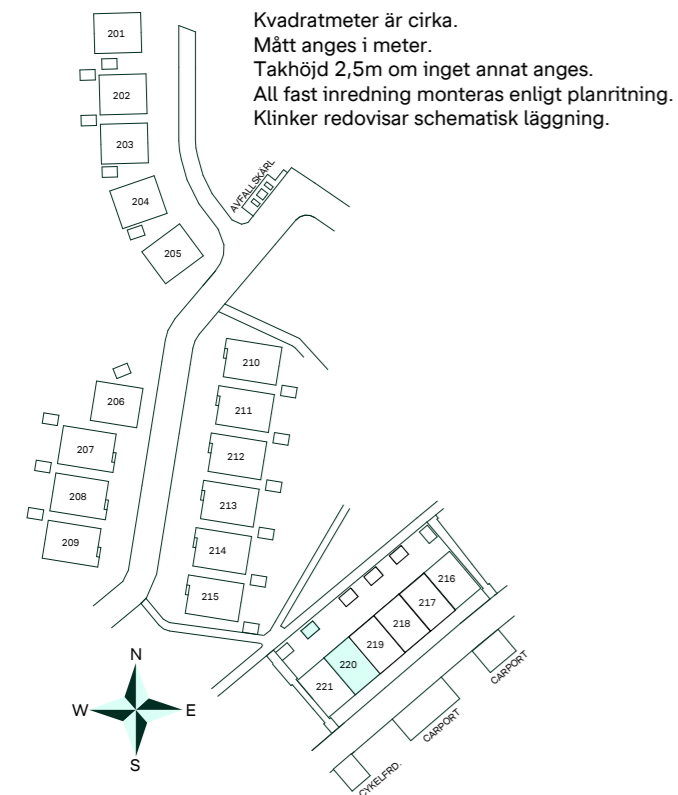 Kvadratmeter är cirka.
Mått anges i meter.
Takhöjd 2,5m om inget annat anges.
All fast inredning monteras enligt planritning.
Klinker redovisar schematisk läggning.
201
202
203
204
205
AVFALLSKÄRL
210
206
211
207
212
208
213
209
214
215
216
217
218
219
220
221
CARPORT
CARPORT
CYKELFRD.
N
W
E
S